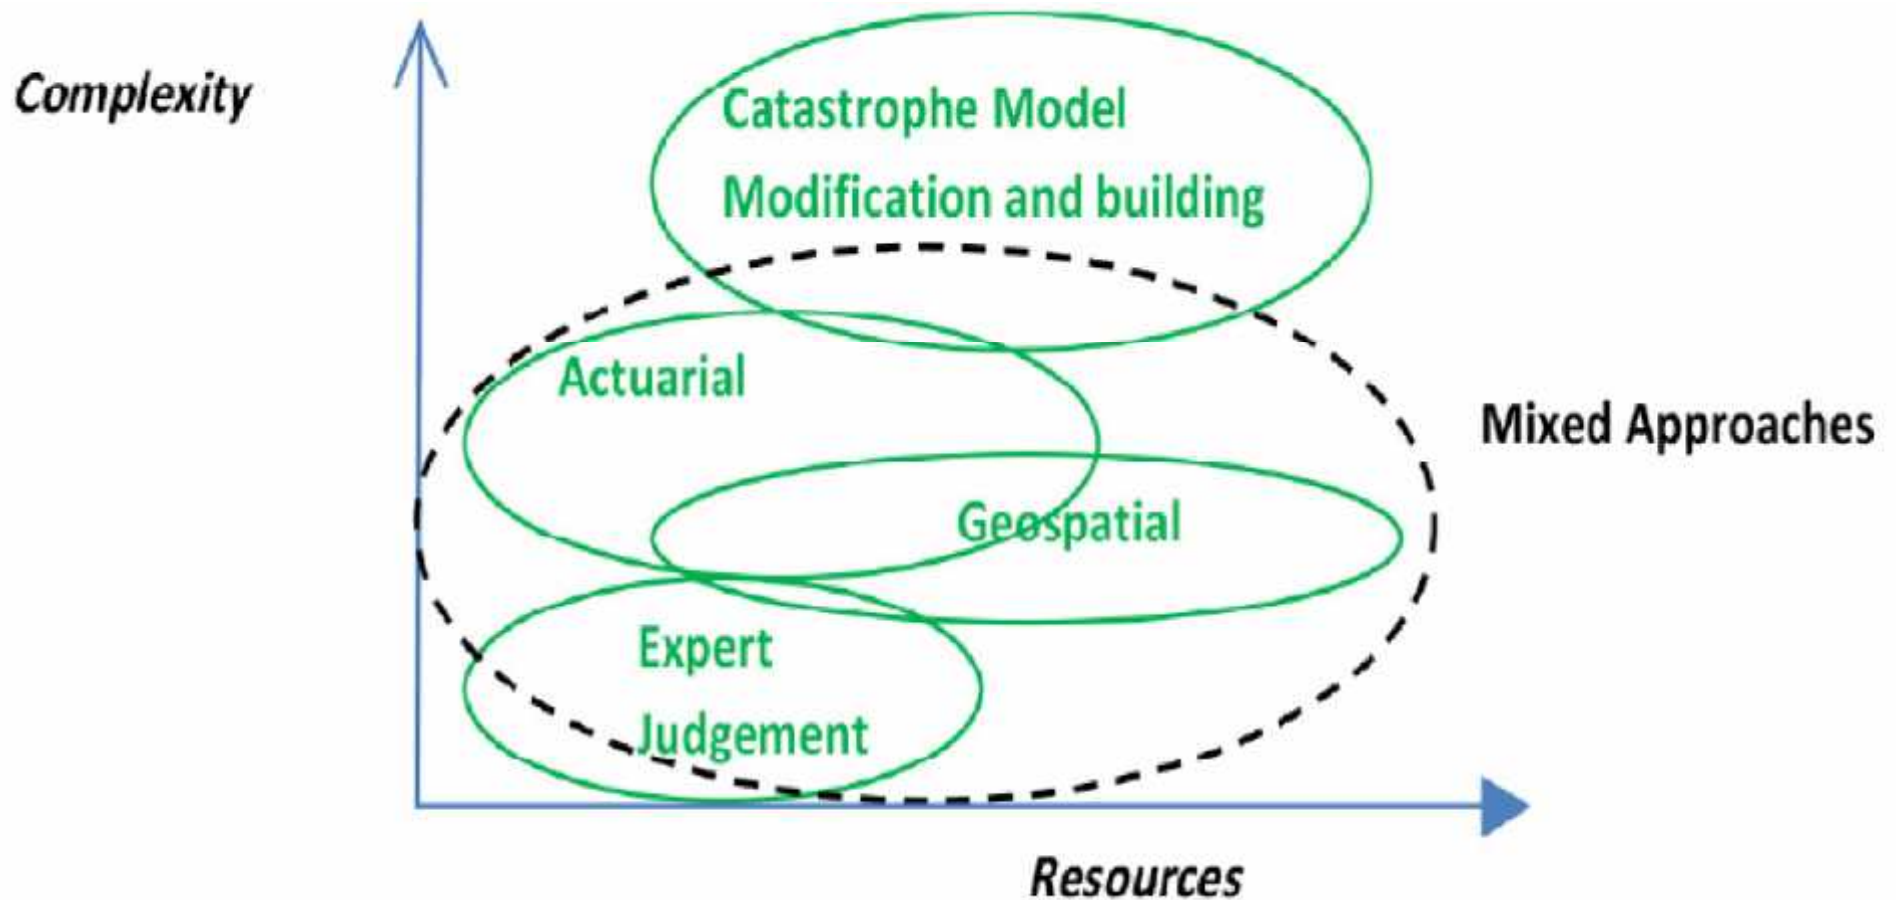 Complexity
Catastrophe Model
Modification and building
Actuarial
Mixed Approaches
Geospatial
Expert
Judgement
Resources